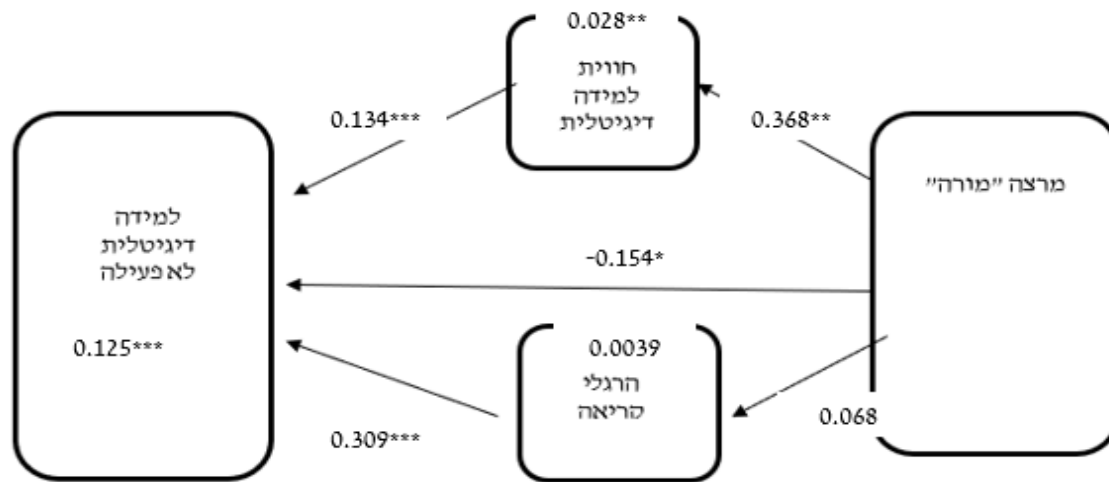 0.028**
חווית
למידה
דיגיטלית
0.134***
0.368**
מרצה "מורה"
למידה
דיגיטלית
לא פעילה
-0.154*
0.125***
0.0039
הרגלי
קריאה
0.068
0.309***